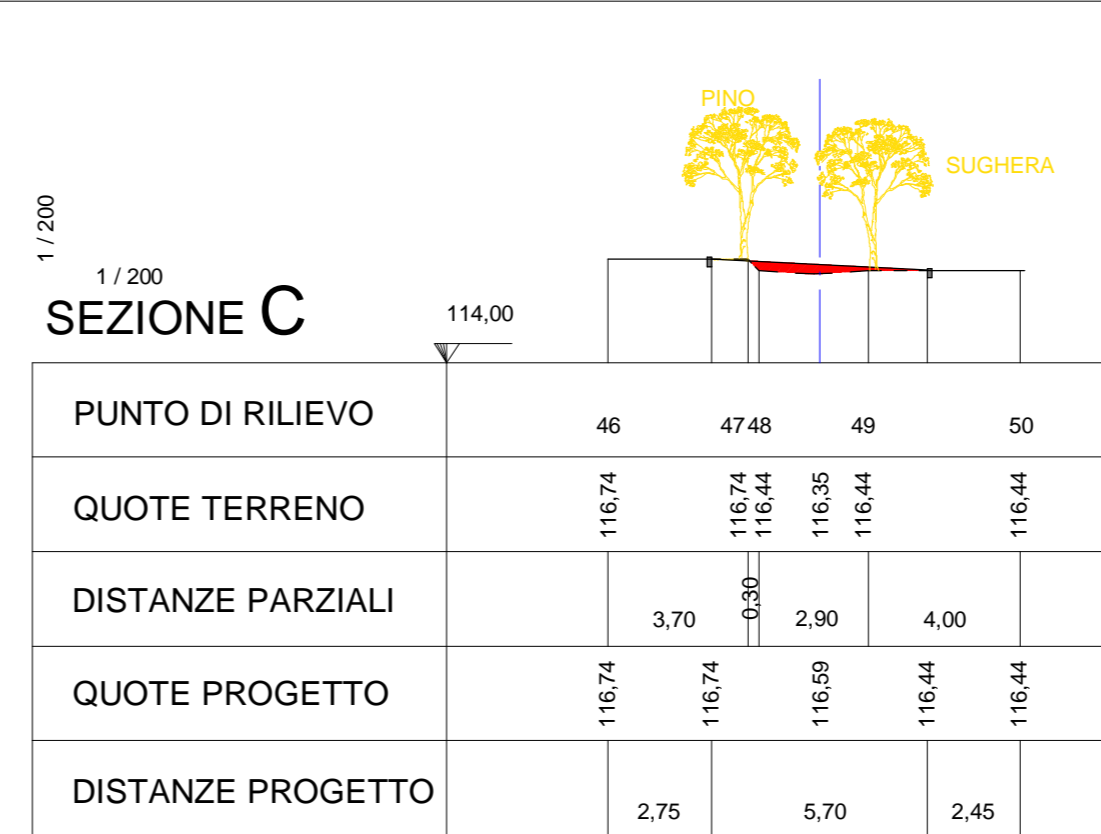 PINO
SUGHERA
1 / 200
1 / 200
SEZIONE C
114,00
PUNTO DI RILIEVO 46 47 48 49 50
QUOTE TERRENO 116,74 116,74 116,44 116,35 116,44 116,44
DISTANZE PARZIALI 3,70 0,30 2,90 4,00
QUOTE PROGETTO 116,74 116,74 116,59 116,44 116,44
DISTANZE PROGETTO 2,75 5,70 2,45